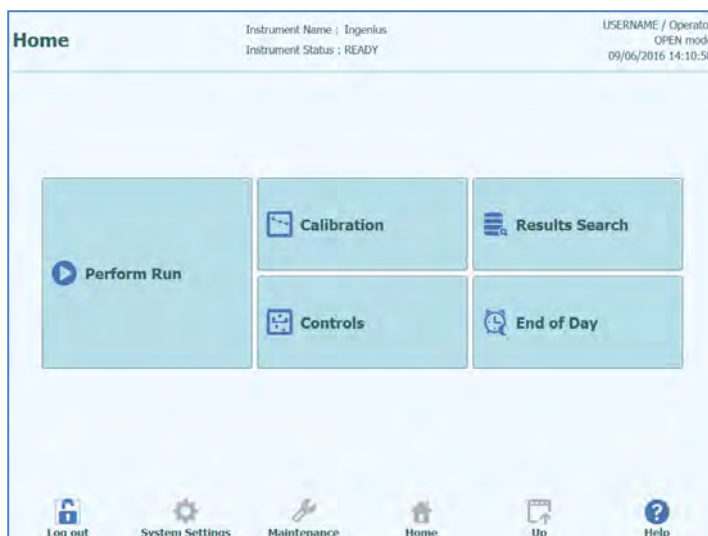 Home
Instrument Name : Ingenius
Instrument Status : READY
USERNAME / Operato
OPEN mod
09/06/2016 14:10:5
Perform Run
Calibration
Results Search
Controls
End of Day
Log out
System Settings
Maintenance
Home
Up
Help